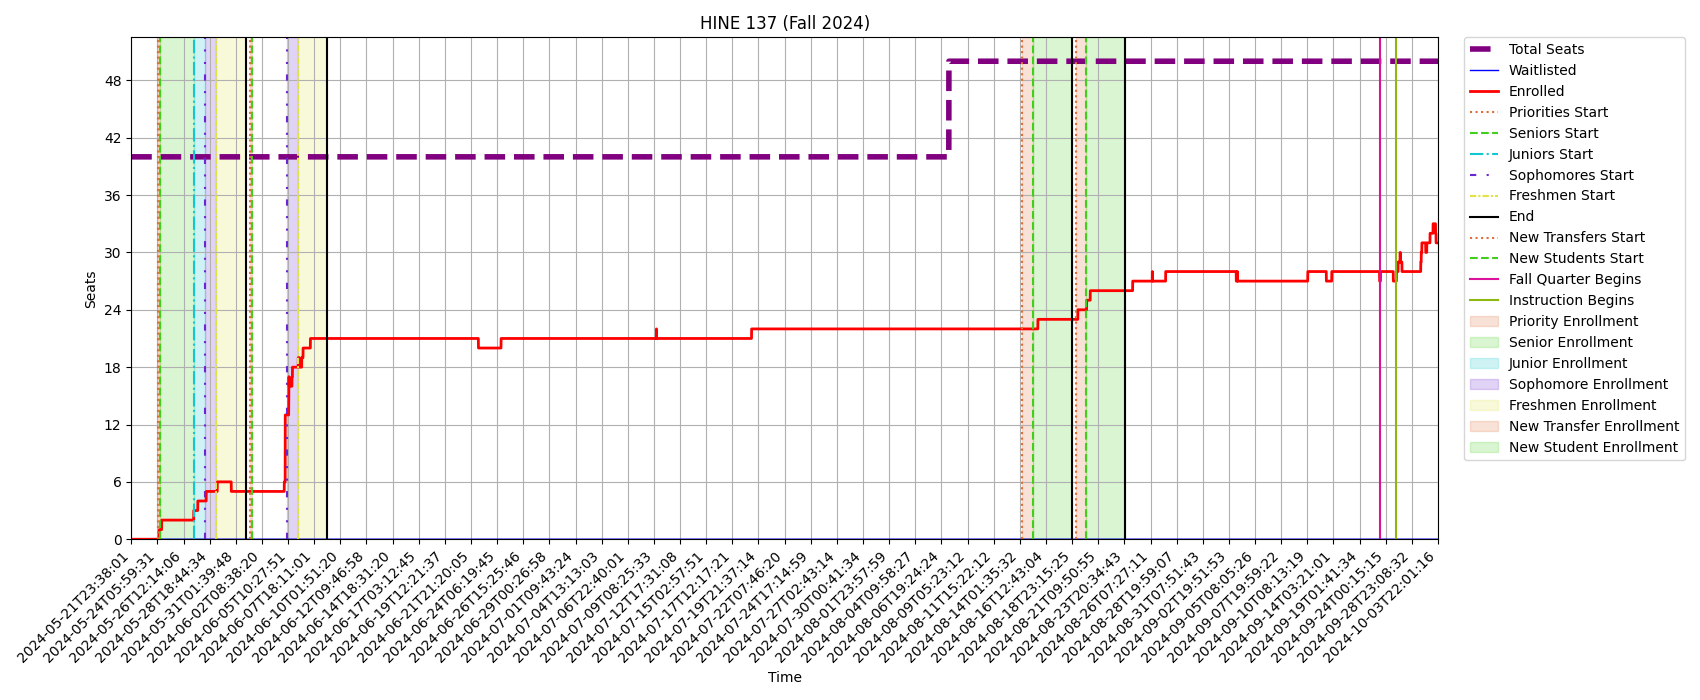 HINE 137 (Fall 2024)
Seats
48
42
36
30
24
18
12
6
0
2024-05-21T23:38:01
2024-05-24T05:59:31
2024-05-26T12:14:06
2024-05-28T18:44:34
2024-05-31T01:39:48
2024-06-02T08:38:20
2024-06-05T10:27:51
2024-06-07T18:11:01
2024-06-10T01:51:20
2024-06-12T09:46:58
2024-06-14T18:31:20
2024-06-17T03:12:45
2024-06-19T12:21:37
2024-06-21T21:20:05
2024-06-24T06:19:45
2024-06-26T15:25:46
2024-06-29T00:26:58
2024-07-01T09:43:24
2024-07-04T13:13:03
2024-07-06T22:40:01
2024-07-09T08:25:33
2024-07-12T17:31:08
2024-07-15T02:57:51
2024-07-17T12:17:21
2024-07-19T21:37:14
2024-07-22T07:46:20
2024-07-24T17:14:59
2024-07-27T02:43:14
2024-07-30T00:41:34
2024-08-01T23:57:59
2024-08-04T09:58:27
2024-08-06T19:24:24
2024-08-09T05:23:12
2024-08-11T15:22:12
2024-08-14T01:35:32
2024-08-16T12:43:04
2024-08-18T23:15:25
2024-08-21T09:50:55
2024-08-23T20:34:43
2024-08-26T07:27:11
2024-08-28T19:59:07
2024-08-31T07:51:43
2024-09-02T19:51:53
2024-09-05T08:05:26
2024-09-07T19:59:22
2024-09-10T08:13:19
2024-09-14T03:21:01
2024-09-19T01:41:34
2024-09-24T00:15:15
2024-09-28T23:08:32
2024-10-03T22:01:16
Time
Total Seats
Waitlisted
Enrolled
Priorities Start
Seniors Start
Juniors Start
Sophomores Start
Freshmen Start
End
New Transfers Start
New Students Start
Fall Quarter Begins
Instruction Begins
Priority Enrollment
Senior Enrollment
Junior Enrollment
Sophomore Enrollment
Freshmen Enrollment
New Transfer Enrollment
New Student Enrollment